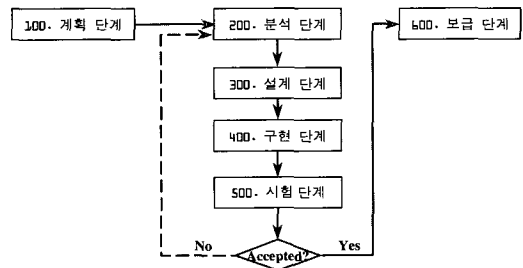 100. 계획 단계
200. 분석 단계
600. 보급 단계
300. 설계 단계
400. 구현 단계
500. 시험 단계
No
Accepted?
Yes